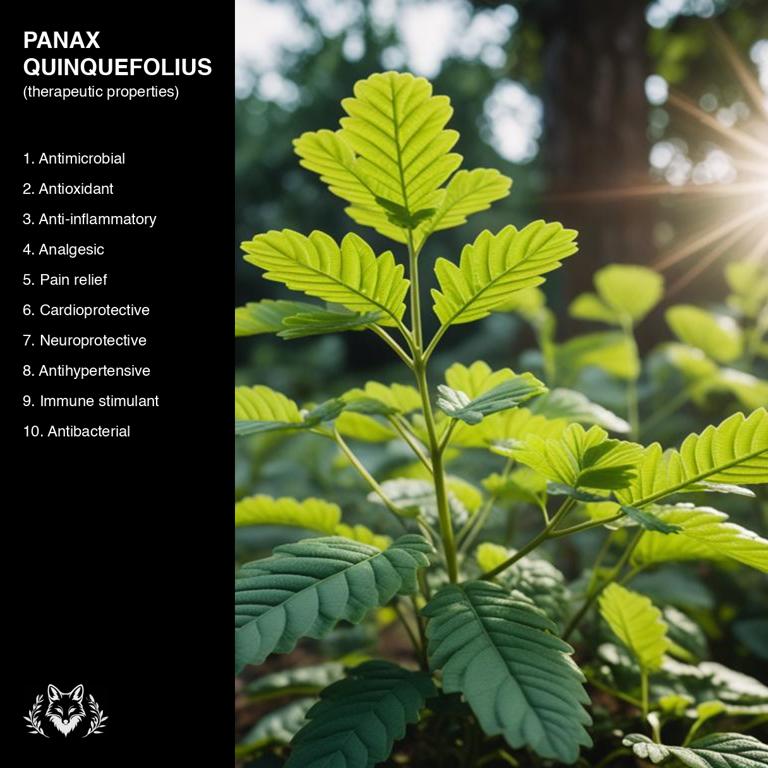 PANAX
QUINQUEFOLIUS
(therapeutic properties)
1. Antimicrobial
2. Antioxidant
3. Anti-inflammatory
4. Analgesic
5. Pain relief
6. Cardioprotective
7. Neuroprotective
8. Antihypertensive
9. Immune stimulant
10. Antibacterial